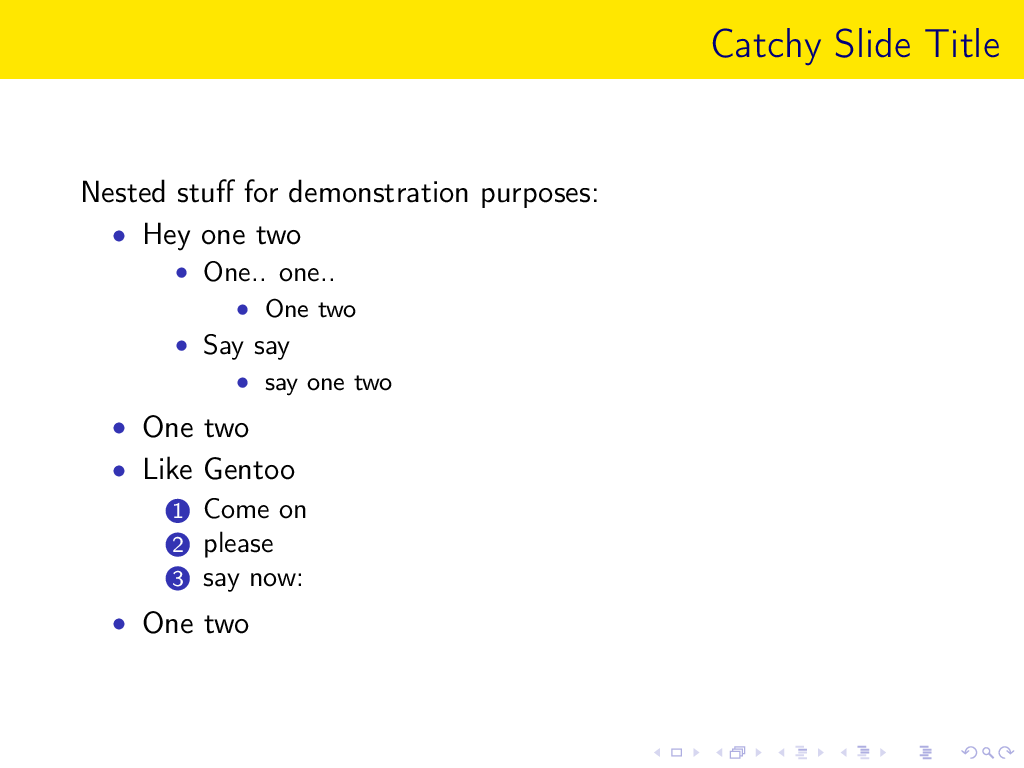 Catchy Slide Title
Nested stuff for demonstration purposes:
• Hey one two
• One.. one..
• One two
• Say say
• say one two
• One two
• Like Gentoo
1 Come on
2 please
3 say now:
• One two